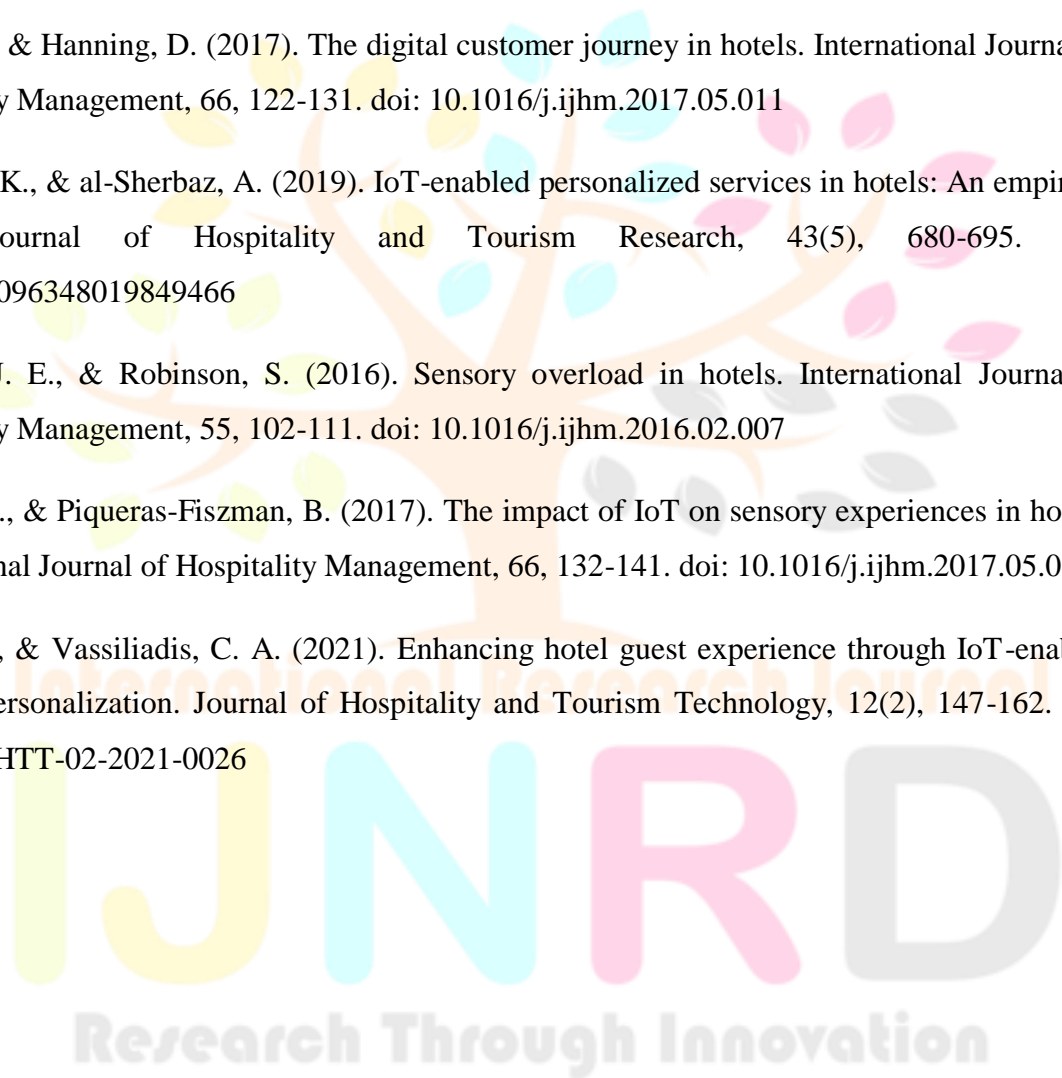 & Hanning, D. (2017). The digital customer journey in hotels. International Journa
y Management, 66, 122-131. doi: 10.1016/j.ijhm.2017.05.011
K., & al-Sherbaz, A. (2019). IoT-enabled personalized services in hotels: An empir
ournal of Hospitality and Tourism Research, 43(5), 680-695.
096348019849466
J. E., & Robinson, S. (2016). Sensory overload in hotels. International Journa
y Management, 55, 102-111. doi: 10.1016/j.ijhm.2016.02.007
., & Piqueras-Fiszman, B. (2017). The impact of IoT on sensory experiences in ho
nal Journal of Hospitality Management, 66, 132-141. doi: 10.1016/j.ijhm.2017.05.0
, & Vassiliadis, C. A. (2021). Enhancing hotel guest experience through IoT-enab
International Research Journal
ersonalization. Journal of Hospitality and Tourism Technology, 12(2), 147-162.
HTT-02-2021-0026
IJNRD
Research Through Innovation